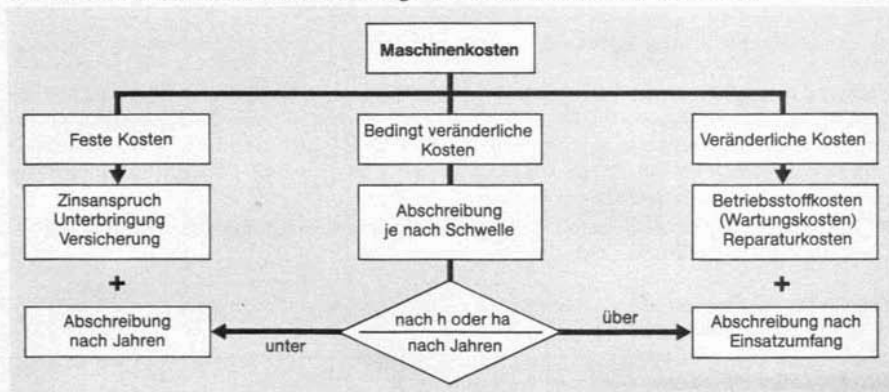 Maschinenkosten
Feste Kosten
Bedingt veränderliche
Kosten
Veränderliche Kosten
Zinsanspruch
Unterbringung
Versicherung
Abschreibung
je nach Schwelle
Betriebsstoffkosten
(Wartungskosten)
Reparaturkosten
+
+
Abschreibung
nach Jahren
unter
nach h oder ha
nach Jahren
über
Abschreibung nach
Einsatzumfang